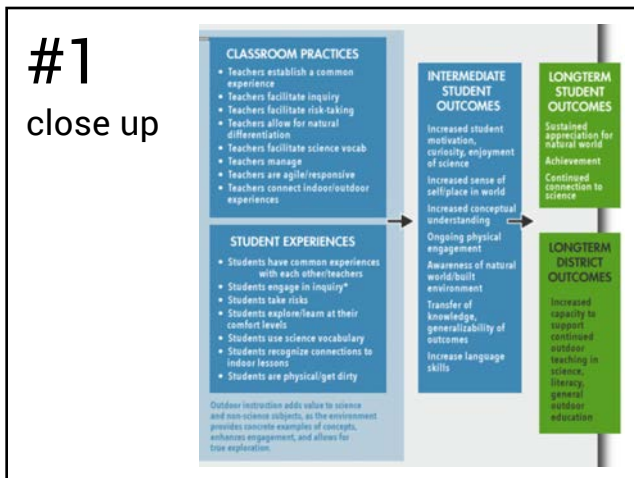 #1
close up
CLASSROOM PRACTICES
• Teachers establish a common
experience
• Teachers facilitate inquiry
• Teachers facilitate risk-taking
• Teachers allow for natural
differentiation
• Teachers facilitate science vocab
• Teachers manage
• Teachers are agile/responsive
• Teachers connect indoor/outdoor
experiences
STUDENT EXPERIENCES
• Students have common experiences
with each other/teachers
• Students engage in inquiry*
• Students take risks
• Students explore/learn at their
comfort levels
• Students use science vocabulary
• Students recognize connections to
indoor lessons
• Students are physical/get dirty
Outdoor instruction adds value to science
and non-science subjects, as the environment
provides concrete examples of concepts,
enhances engagement, and allows for
true exploration.
INTERMEDIATE
STUDENT
OUTCOMES
Increased student
motivation,
curiosity, enjoyment
of science
Increased sense of
self/place in world
Increased conceptual
understanding
Ongoing physical
engagement
Awareness of natural
world/built
environment
Transfer of
knowledge,
generalizability of
outcomes
Increase language
skills
LONGTERM
STUDENT
OUTCOMES
Sustained
appreciation for
natural world
Achievement
Continued
connection to
science
LONGTERM
DISTRICT
OUTCOMES
Increased
capacity to
support
continued
outdoor
teaching in
science,
literacy,
general
outdoor
education